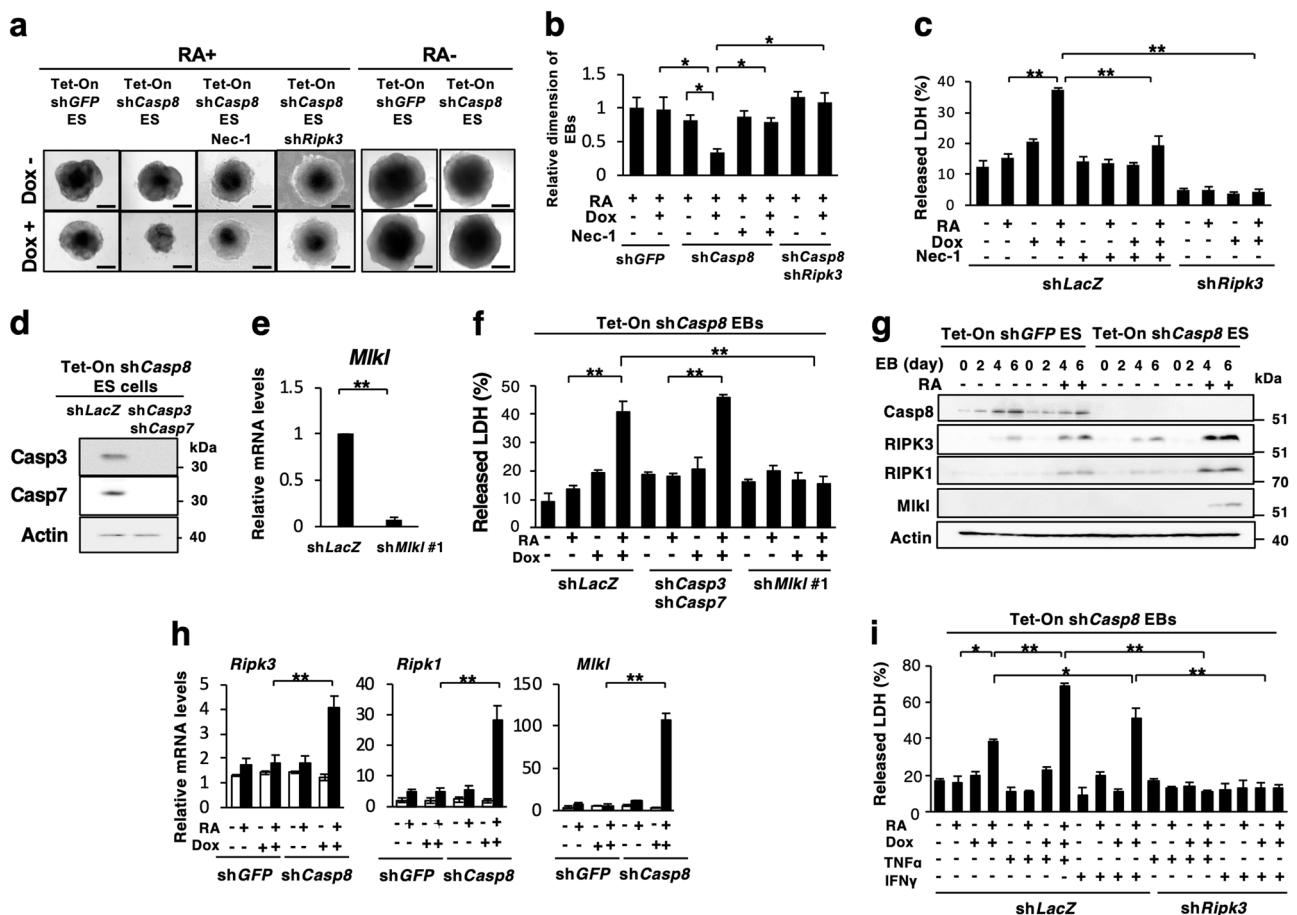 a
RA+
RA-
Tet-On
shGFP
ES
Tet-On
shCasp8
ES
Tet-On
shCasp8
ES
Nec-1
Tet-On
shCasp8
ES
shRipk3
Tet-On
shGFP
ES
Tet-On
shCasp8
ES
Dox -
Dox +
b
Relative dimension of
EBs
1.5
1
0.5
0
* * * *
RA + + + + + + + +
Dox - + - + - + - +
Nec-1 - - - - + + - -
shGFP
shCasp8
shCasp8
shRipk3
c
Released LDH (%)
40
30
20
10
0
** ** **
RA - + - + - + - + - + - +
Dox - - + + - - + + - - + +
Nec-1 - - - - + + + + - - - -
shLacZ
shRipk3
d
Tet-On shCasp8
ES cells
shLacZ shCasp3
shCasp7
kDa
Casp3
30
Casp7
30
Actin
40
e
Mlkl
Relative mRNA levels
1.5
1
0.5
0
**
shLacZ shMlkl #1
f
Tet-On shCasp8 EBs
Released LDH (%)
50
40
30
20
10
0
** ** **
RA - + - + - + - + - + - +
Dox - - + + - - + + - - + +
shLacZ
shCasp3
shCasp7
shMlkl #1
g
Tet-On shGFP ES Tet-On shCasp8 ES
EB (day) 0 2 4 6 0 2 4 6 0 2 4 6 0 2 4 6
RA - - - - - - + + - - - - - - + +
kDa
Casp8
51
RIPK3
51
RIPK1
70
Mlkl
51
Actin
40
h
Ripk3
Relative mRNA levels
5
4
3
2
1
0
**
RA - + - + - + - +
Dox - - + + - - + +
shGFP shCasp8
Ripk1
40
30
20
10
0
**
- + - + - + - +
- - + + - - + +
shGFP shCasp8
Mlkl
150
100
50
0
**
- + - + - + - +
- - + + - - + +
shGFP shCasp8
i
Tet-On shCasp8 EBs
Released LDH (%)
80
60
40
20
0
* ** ** * **
RA - + - + - + - + - + - + - + - + - + - +
Dox - - + + - - + + - - + + - - + + - - + +
TNFα - - - - + + + + - - - - + + + + - - - -
IFNγ - - - - - - - - + + + + - - - - + + + +
shLacZ
shRipk3